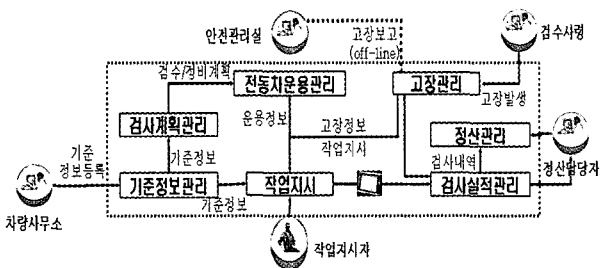 안전관리실
고장보고
(off-line)
검수사령
검수/정비계획
전동차운용관리
고장관리
고장발생
검사계획관리
운용정보
고장정보
정산관리
작업지시
기준
정보등록
기준정보
검사내역
정산담당자
기준정보관리
작업지시
검사실적관리
기준정보
차량사무소
작업지시자